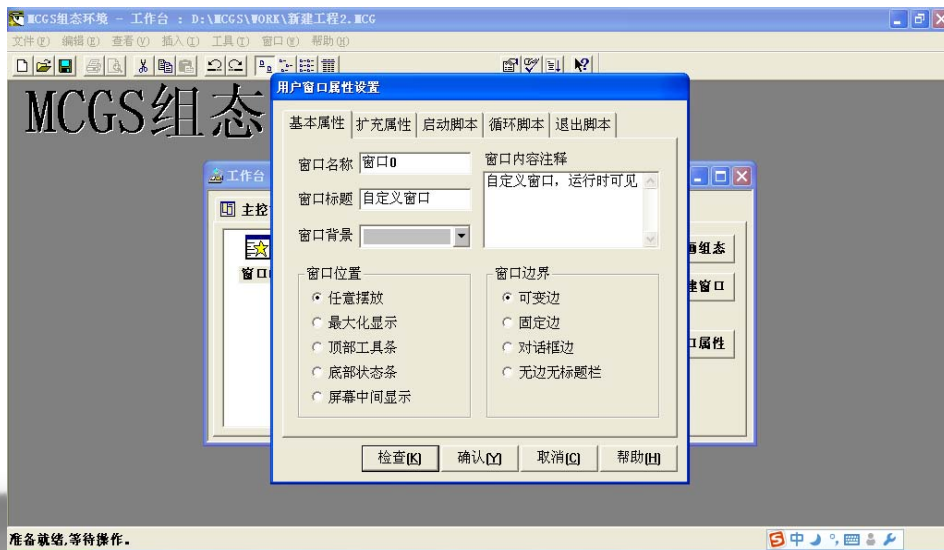 MCGS组态环境 - 工作台 : D:\MCGS\WORK\新建工程2.MCG
文件(F) 编辑(E) 查看(V) 插入(I) 工具(T) 窗口(W) 帮助(H)
MCGS组态
用户窗口属性设置
基本属性 扩充属性 启动脚本 循环脚本 退出脚本
窗口名称 窗口0
窗口标题 自定义窗口
窗口背景
窗口内容注释
自定义窗口，运行时可见
窗口位置
任意摆放
最大化显示
顶部工具条
底部状态条
屏幕中间显示
窗口边界
可变边
固定边
对话框边
无边无标题栏
检查(K) 确认(Y) 取消(C) 帮助(H)
工作台
主控
窗口
组态
窗口
属性
准备就绪,等待操作。
中